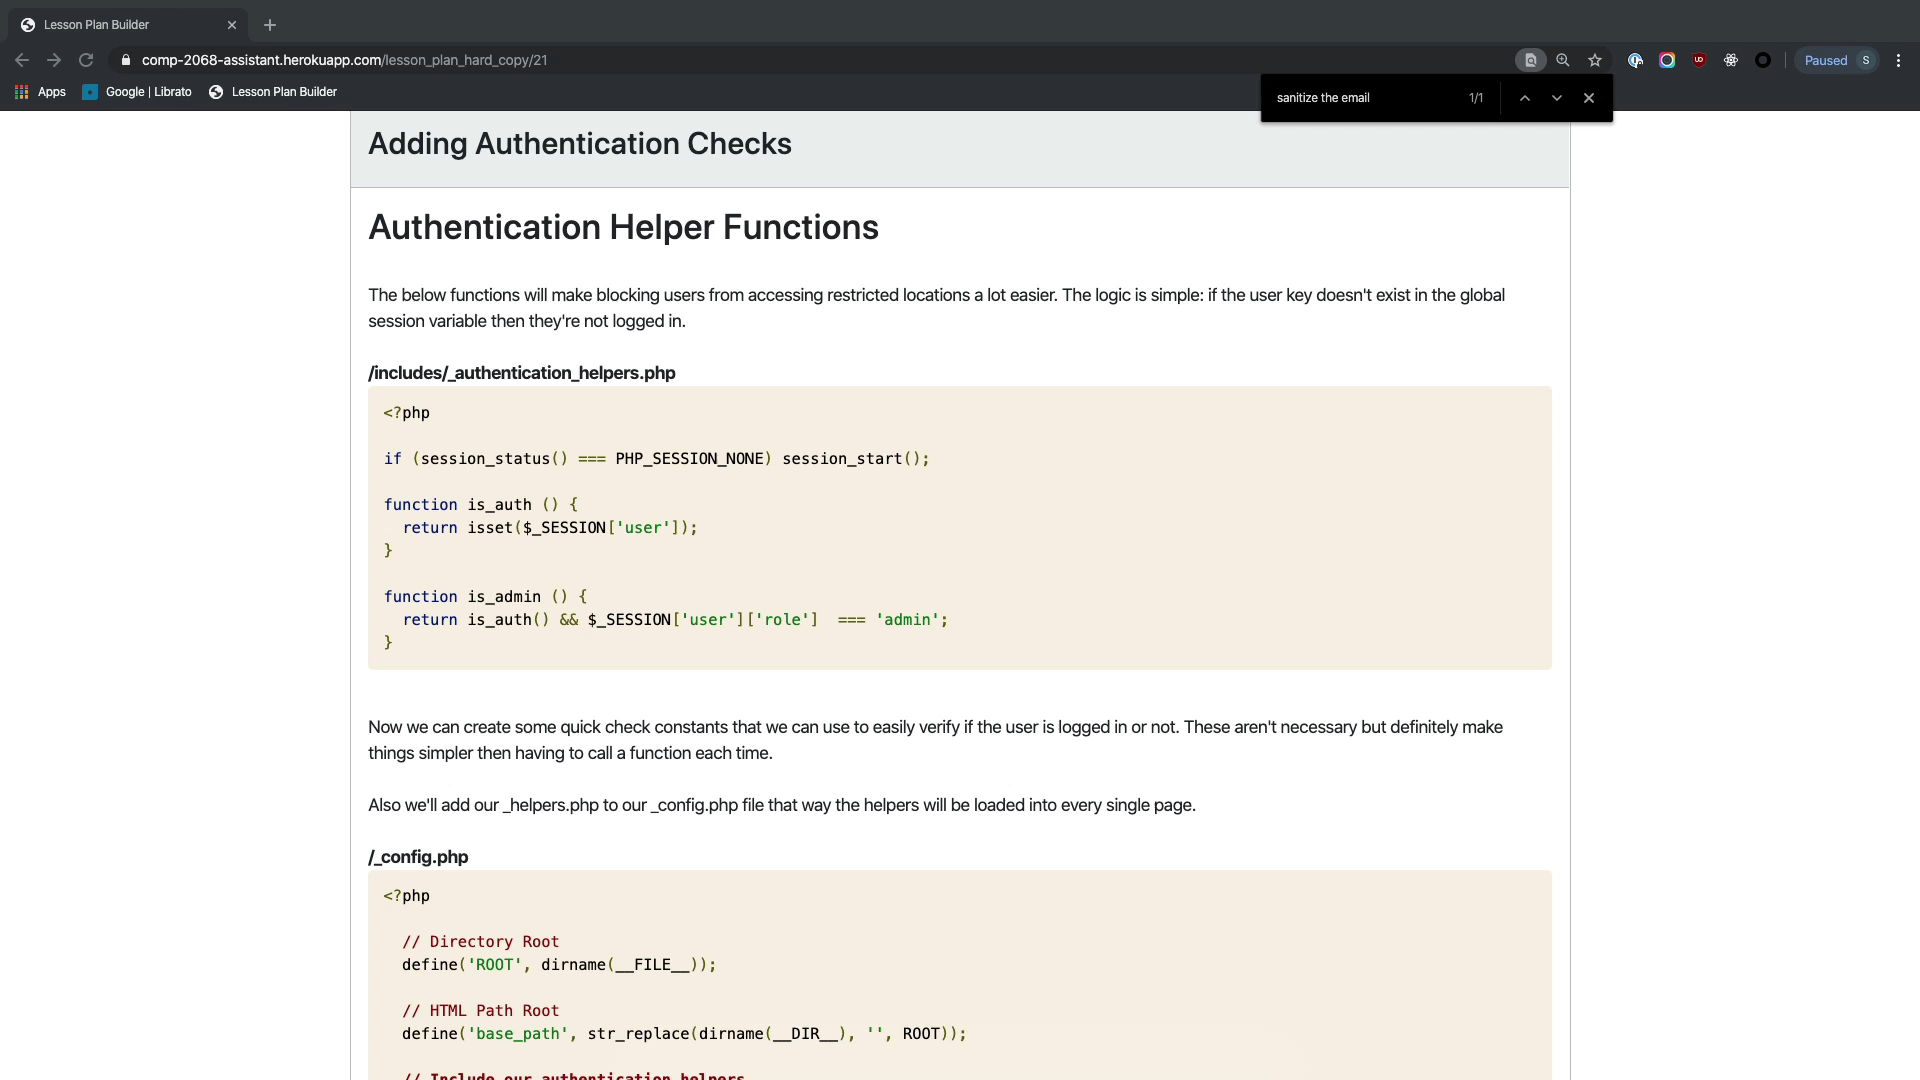 Lesson Plan Builder
comp-2068-assistant.herokuapp.com/lesson_plan_hard_copy/21
Paused S
Apps Google | Librato Lesson Plan Builder
sanitize the email 1/1
Adding Authentication Checks
Authentication Helper Functions
The below functions will make blocking users from accessing restricted locations a lot easier. The logic is simple: if the user key doesn't exist in the global
session variable then they're not logged in.
/includes/_authentication_helpers.php
<?php
if (session_status() === PHP_SESSION_NONE) session_start();
function is_auth () {
  return isset($_SESSION['user']);
}
function is_admin () {
  return is_auth() && $_SESSION['user']['role']  === 'admin';
}
Now we can create some quick check constants that we can use to easily verify if the user is logged in or not. These aren't necessary but definitely make
things simpler then having to call a function each time.
Also we'll add our _helpers.php to our _config.php file that way the helpers will be loaded into every single page.
/_config.php
<?php
  // Directory Root
  define('ROOT', dirname(__FILE__));
  // HTML Path Root
  define('base_path', str_replace(dirname(__DIR__), '', ROOT));
  // Include our authentication helpers